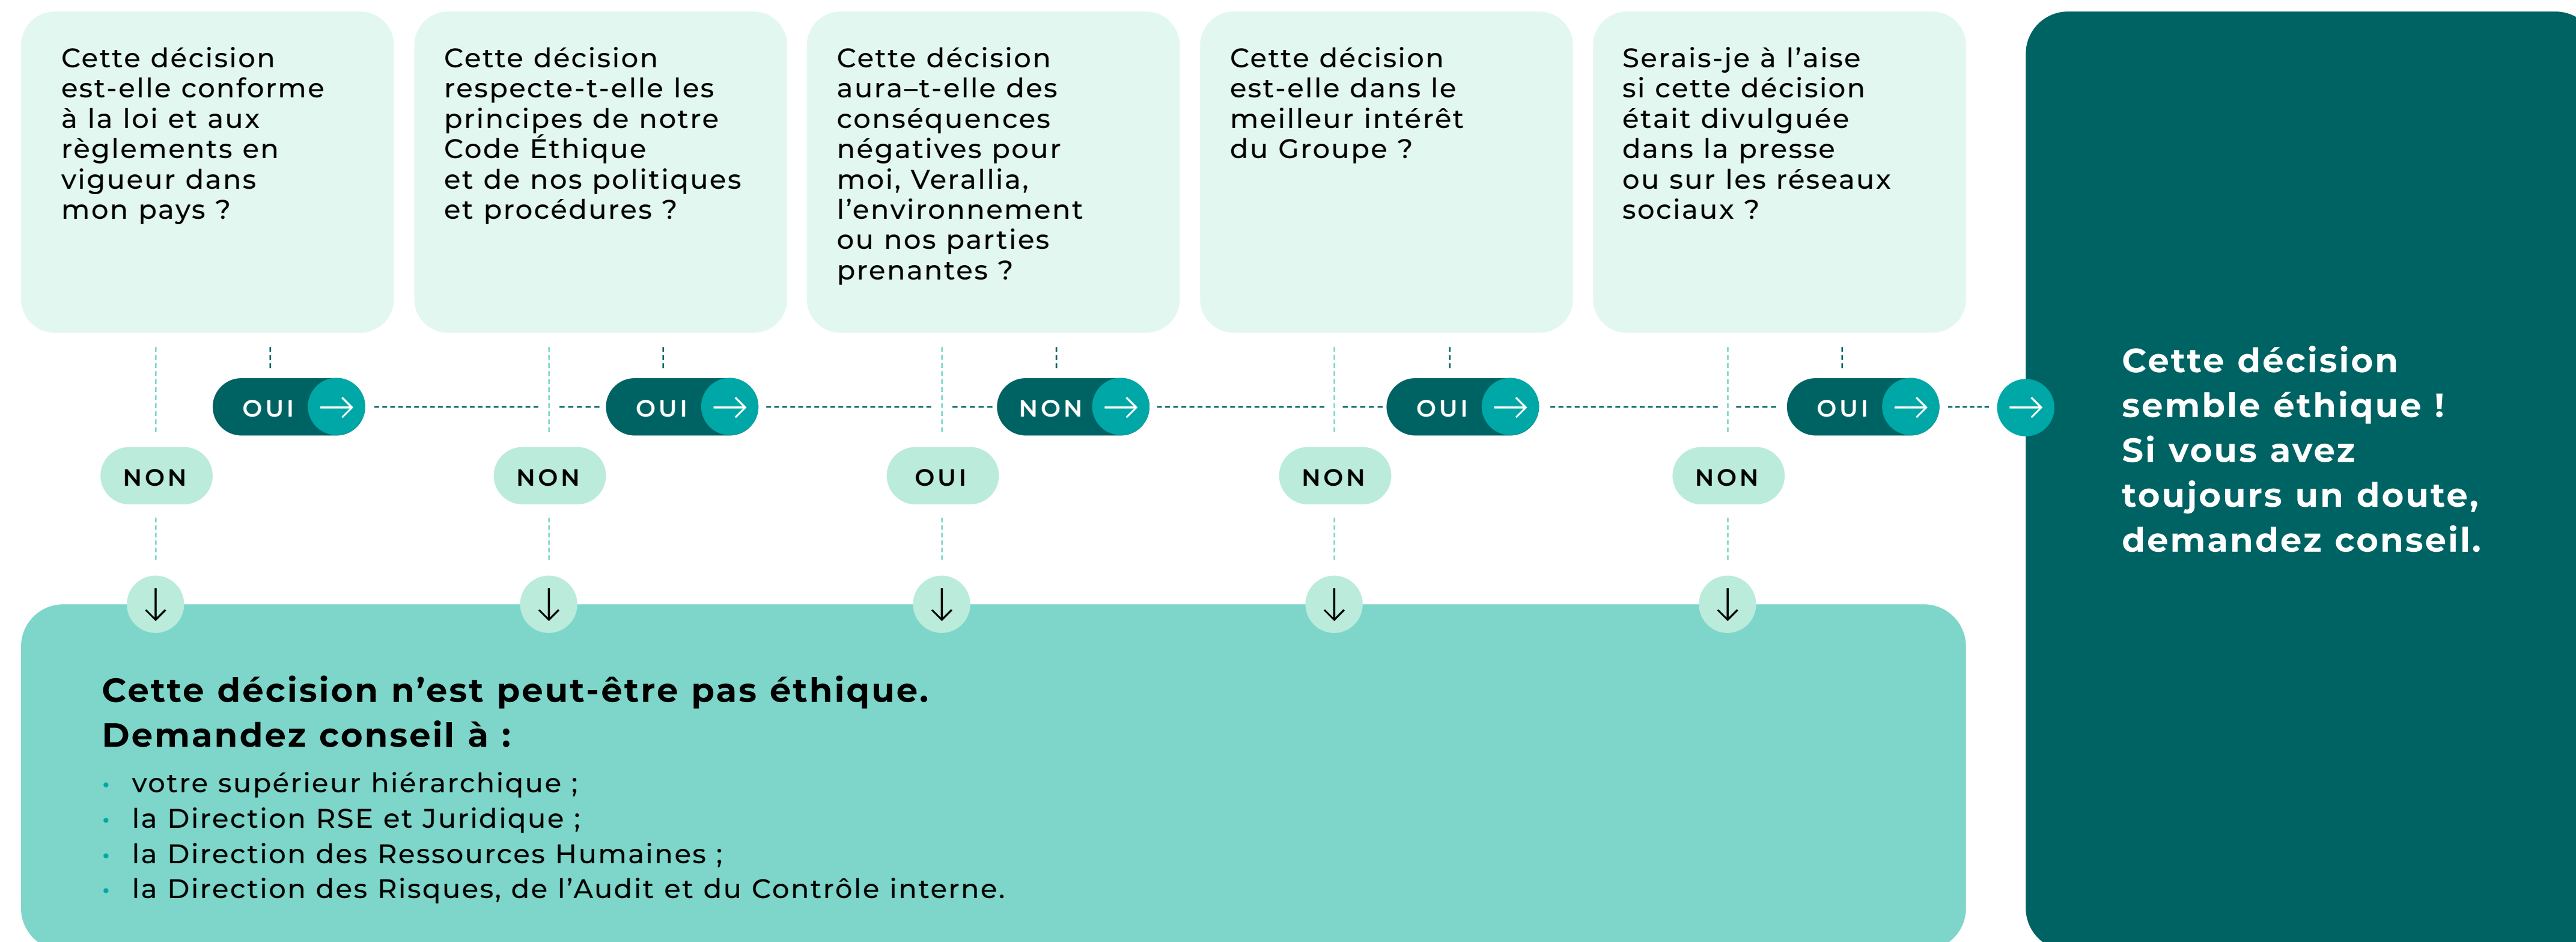 Cette décision
est-elle conforme
à la loi et aux
règlements en
vigueur dans
mon pays ?
Cette décision
respecte-t-elle les
principes de notre
Code Éthique
et de nos politiques
et procédures ?
Cette décision
aura–t-elle des
conséquences
négatives pour
moi, Verallia,
l’environnement
ou nos parties
prenantes ?
Cette décision
est-elle dans le
meilleur intérêt
du Groupe ?
Serais-je à l’aise
si cette décision
était divulguée
dans la presse
ou sur les réseaux
sociaux ?
OUI
OUI
NON
OUI
OUI
NON
NON
OUI
NON
NON
Cette décision
semble éthique !
Si vous avez
toujours un doute,
demandez conseil.
Cette décision n’est peut-être pas éthique.
Demandez conseil à :
• votre supérieur hiérarchique ;
• la Direction RSE et Juridique ;
• la Direction des Ressources Humaines ;
• la Direction des Risques, de l’Audit et du Contrôle interne.